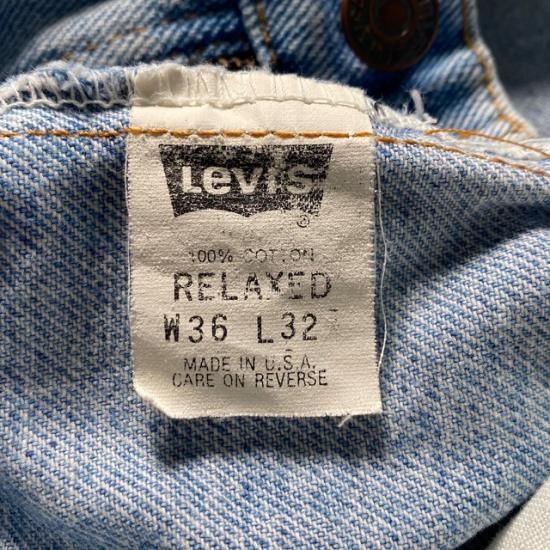 Levi's
®
100% COTTON
RELAXED
W36 L32
MADE IN U.S.A.
CARE ON REVERSE